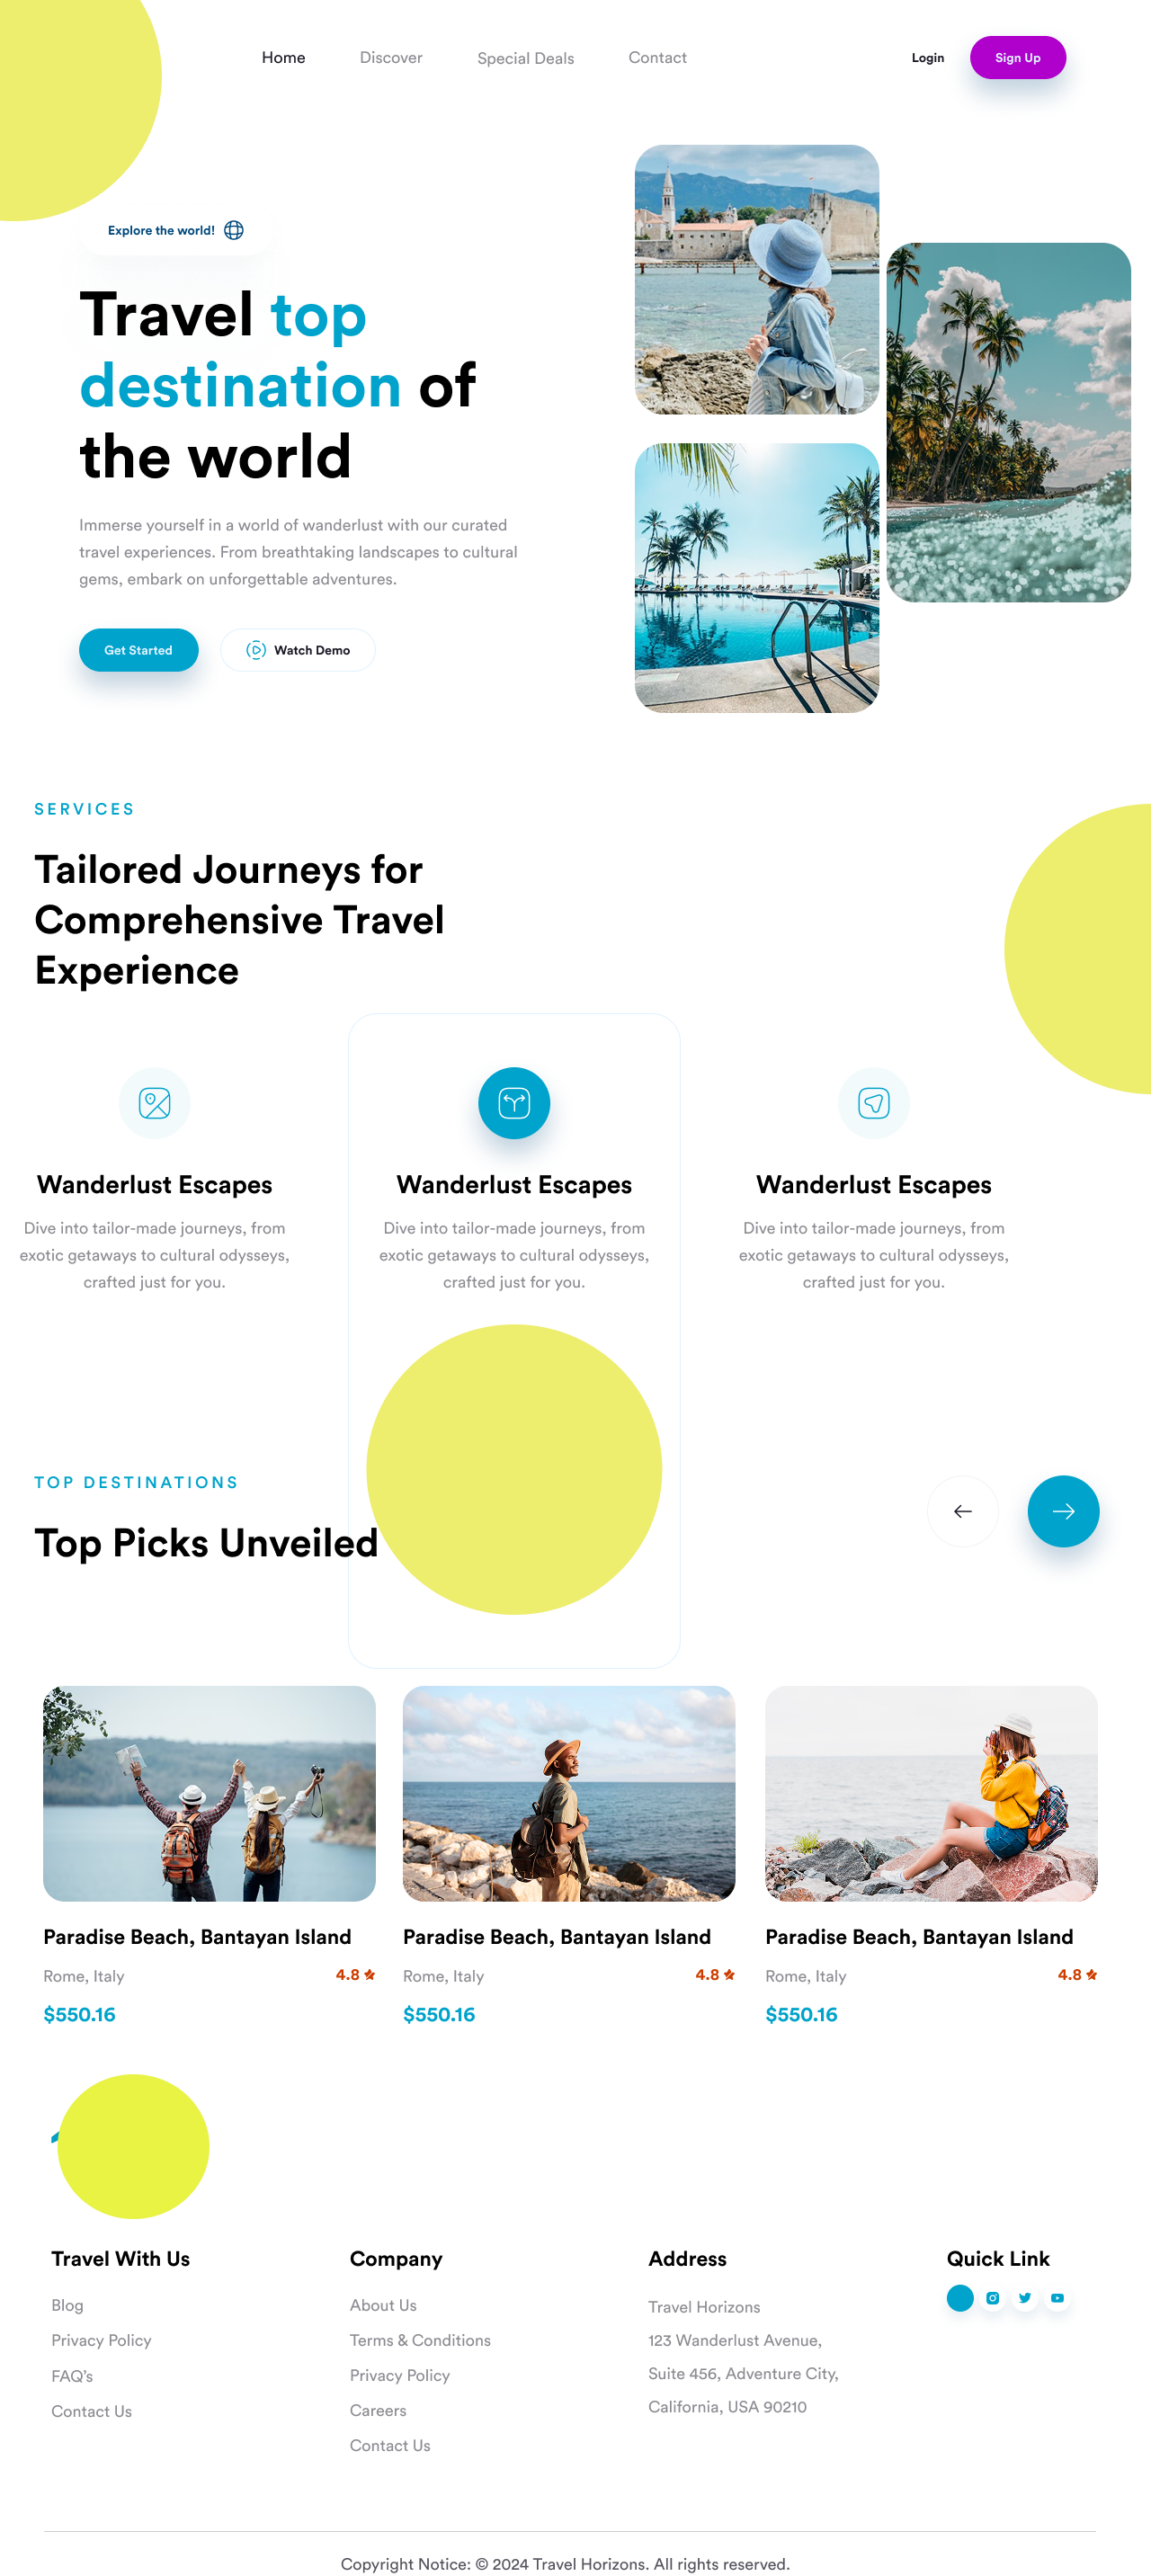 Home
Discover
Special Deals
Contact
Login
Sign Up
Explore the world!
Travel top
destination of
the world
Immerse yourself in a world of wanderlust with our curated
travel experiences. From breathtaking landscapes to cultural
gems, embark on unforgettable adventures.
Get Started
Watch Demo
SERVICES
Tailored Journeys for
Comprehensive Travel
Experience
Wanderlust Escapes
Dive into tailor-made journeys, from
exotic getaways to cultural odysseys,
crafted just for you.
Wanderlust Escapes
Dive into tailor-made journeys, from
exotic getaways to cultural odysseys,
crafted just for you.
Wanderlust Escapes
Dive into tailor-made journeys, from
exotic getaways to cultural odysseys,
crafted just for you.
TOP DESTINATIONS
Top Picks Unveiled
Paradise Beach, Bantayan Island
Rome, Italy
4.8
$550.16
Paradise Beach, Bantayan Island
Rome, Italy
4.8
$550.16
Paradise Beach, Bantayan Island
Rome, Italy
4.8
$550.16
Travel With Us
Blog
Privacy Policy
FAQ’s
Contact Us
Company
About Us
Terms & Conditions
Privacy Policy
Careers
Contact Us
Address
Travel Horizons
123 Wanderlust Avenue,
Suite 456, Adventure City,
California, USA 90210
Quick Link
Copyright Notice: © 2024 Travel Horizons. All rights reserved.